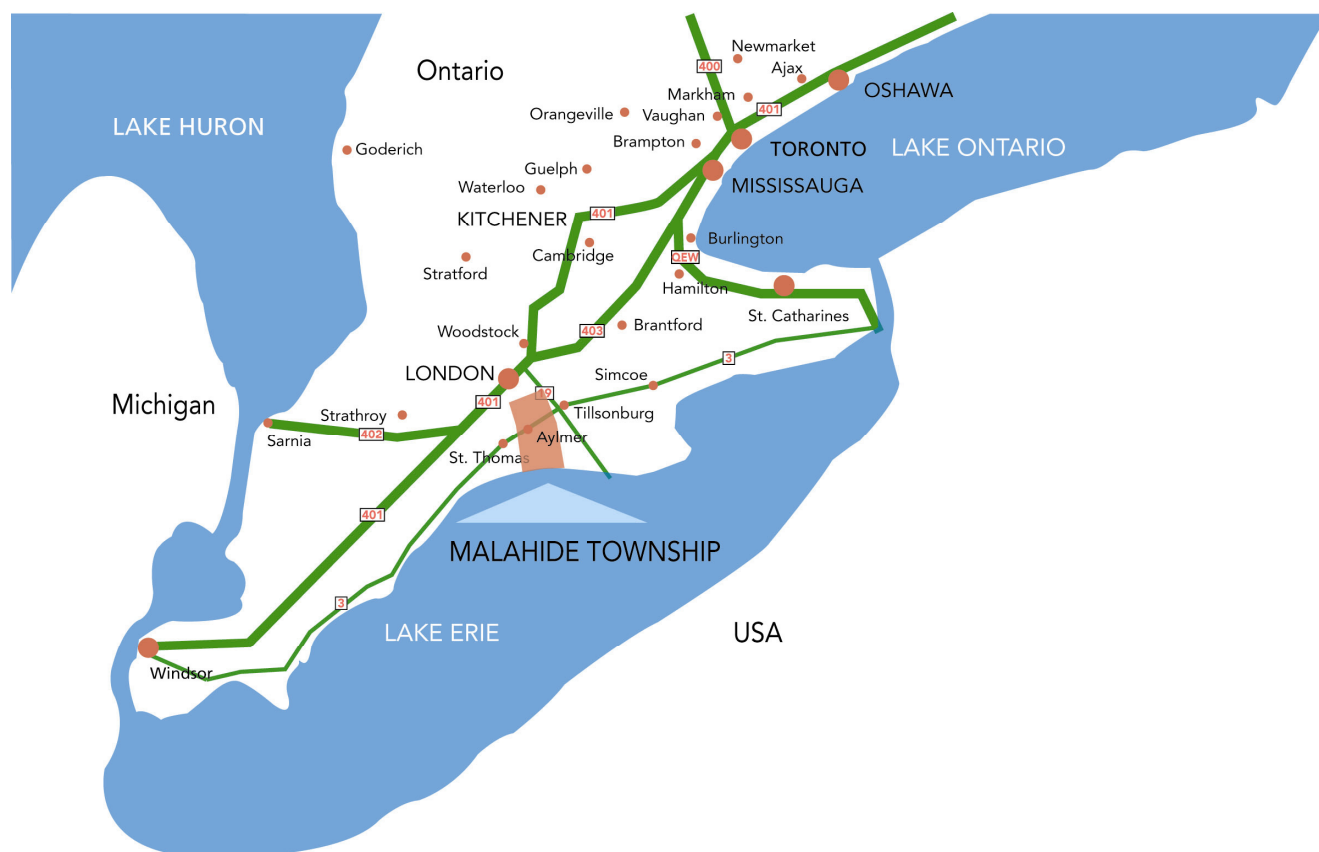 Newmarket
400
Ontario
Ajax
OSHAWA
Markham
401
Orangeville
Vaughan
LAKE HURON
Brampton
TORONTO
LAKE ONTARIO
Goderich
Guelph
Waterloo
MISSISSAUGA
KITCHENER
401
Burlington
Cambridge
QEW
Stratford
Hamilton
St. Catharines
Woodstock
403
Brantford
3
LONDON
Simcoe
19
401
Michigan
Strathroy
Tillsonburg
402
Sarnia
Aylmer
St. Thomas
401
MALAHIDE TOWNSHIP
3
LAKE ERIE
USA
Windsor